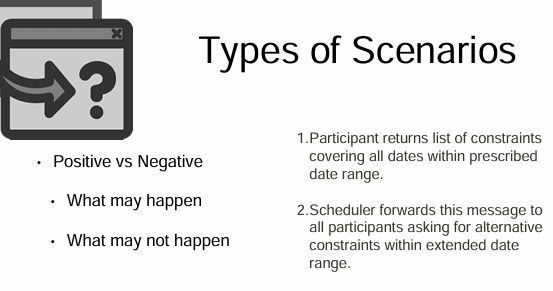 Types of Scenarios
• Positive vs Negative
• What may happen
• What may not happen
1.Participant returns list of constraints
covering all dates within prescribed
date range.
2.Scheduler forwards this message to
all participants asking for alternative
constraints within extended date
range.